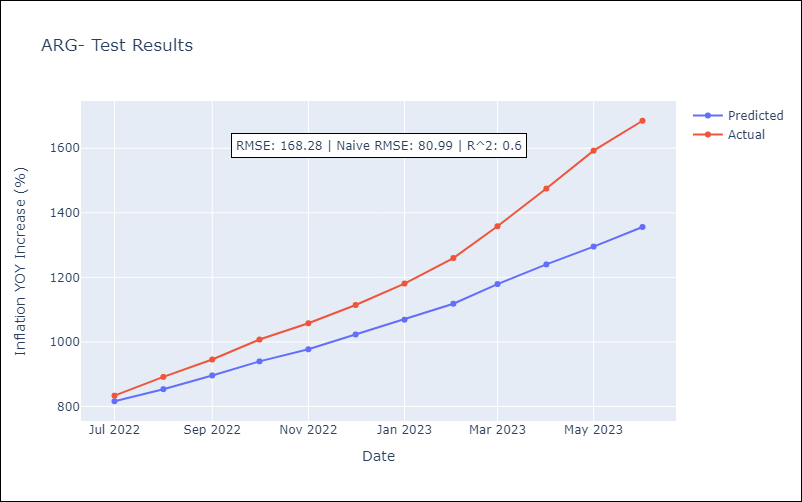 ARG- Test Results
Predicted
Actual
RMSE: 168.28 | Naive RMSE: 80.99 | R^2: 0.6
Inflation YOY Increase (%)
1600
1400
1200
1000
800
Jul 2022 Sep 2022 Nov 2022 Jan 2023 Mar 2023 May 2023
Date